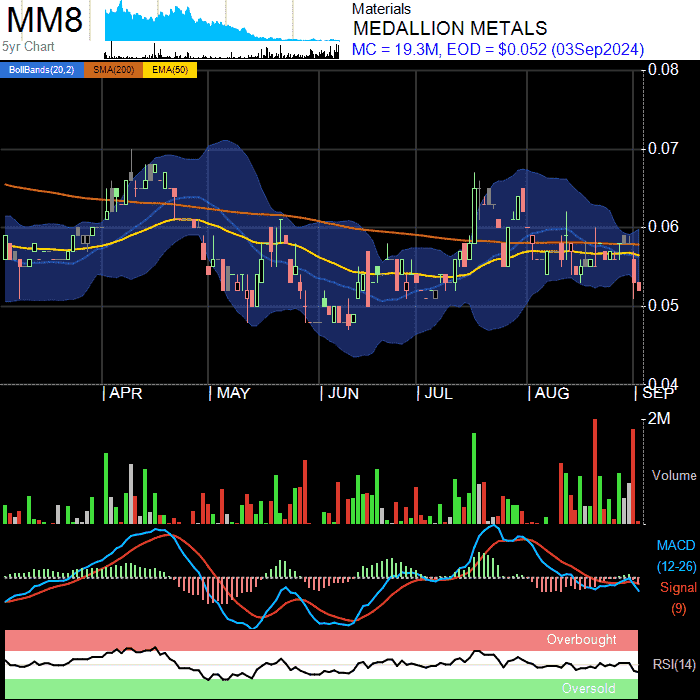 MM8
5yr Chart
Materials
MEDALLION METALS
MC = 19.3M, EOD = $0.052 (03Sep2024)
BollBands(20,2) SMA(200) EMA(50)
0.08
0.07
0.06
0.05
0.04
APR MAY JUN JUL AUG SEP
2M
Volume
MACD
(12-26)
Signal
(9)
Overbought
RSI(14)
Oversold